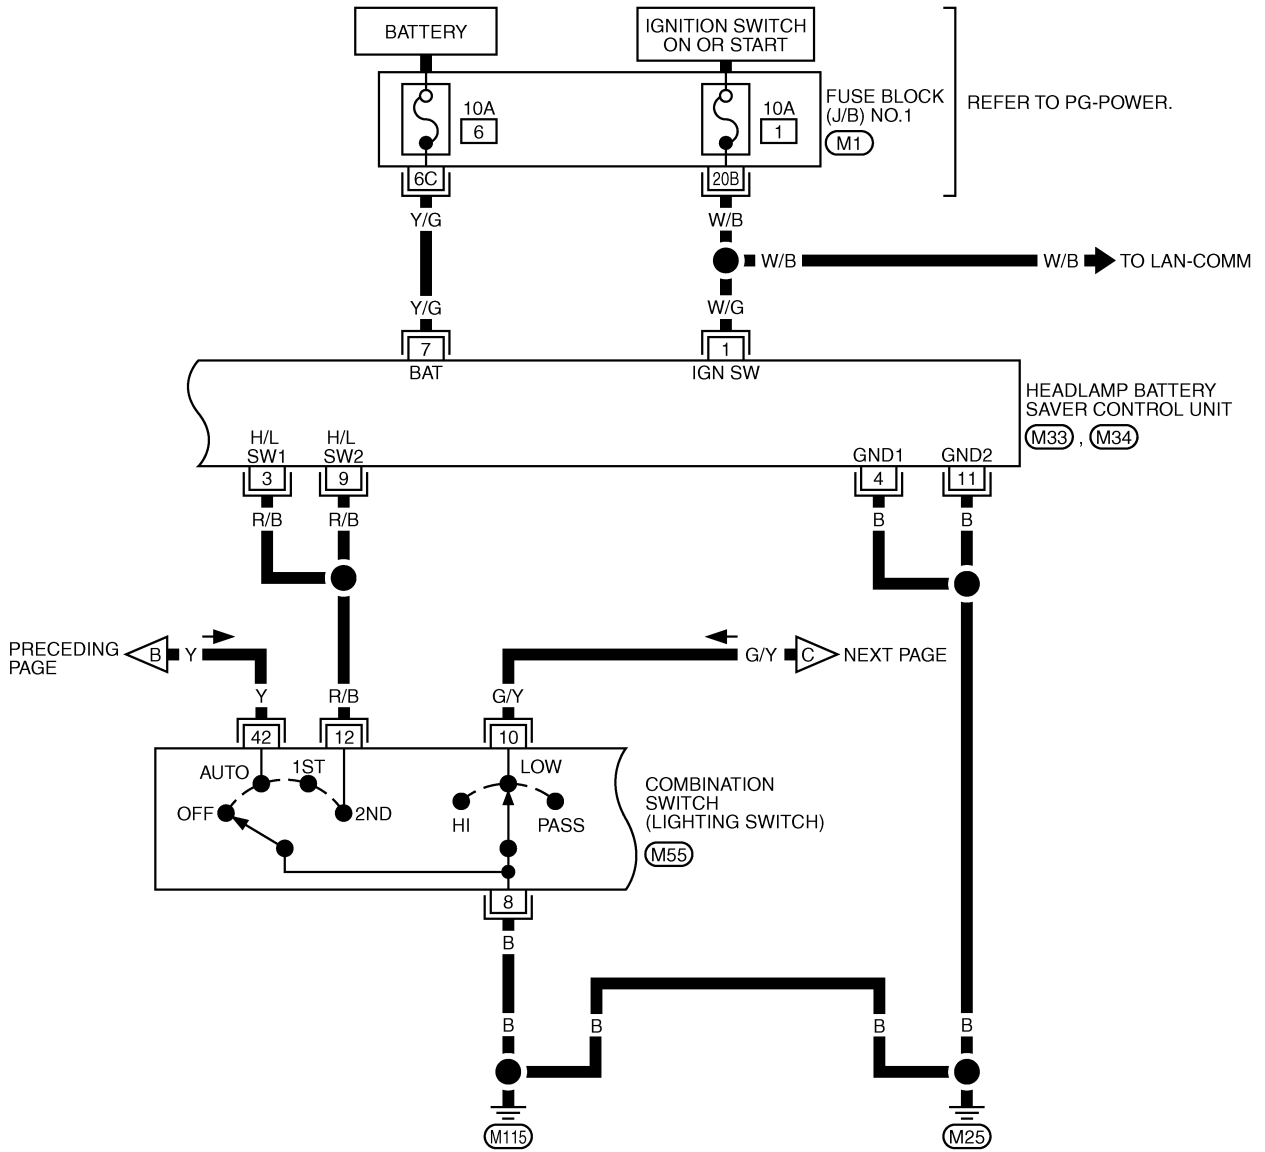 BATTERY
IGNITION SWITCH
ON OR START
10A
6
10A
1
FUSE BLOCK
(J/B) NO.1
M1
REFER TO PG-POWER.
6C
20B
Y/G
W/B
W/B
W/B
TO LAN-COMM
Y/G
W/G
7
1
BAT
IGN SW
HEADLAMP BATTERY
SAVER CONTROL UNIT
M33 , M34
H/L
SW1
H/L
SW2
GND1
GND2
3
9
4
11
R/B
R/B
B
B
PRECEDING
PAGE
B
Y
G/Y
C
NEXT PAGE
Y
R/B
G/Y
42
12
10
AUTO
1ST
LOW
OFF
2ND
HI
PASS
COMBINATION
SWITCH
(LIGHTING SWITCH)
M55
8
B
B
B
B
B
M115
M25